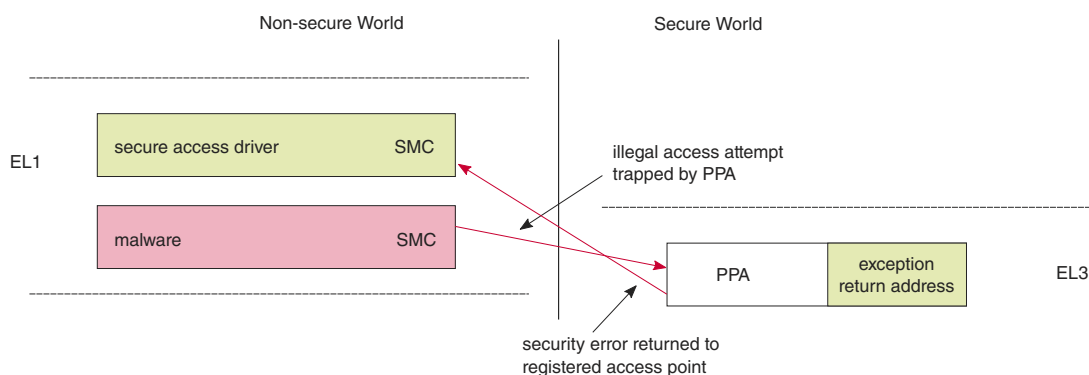 Non-secure World
Secure World
EL1
secure access driver SMC
malware SMC
illegal access attempt
trapped by PPA
PPA
exception
return address
EL3
security error returned to
registered access point